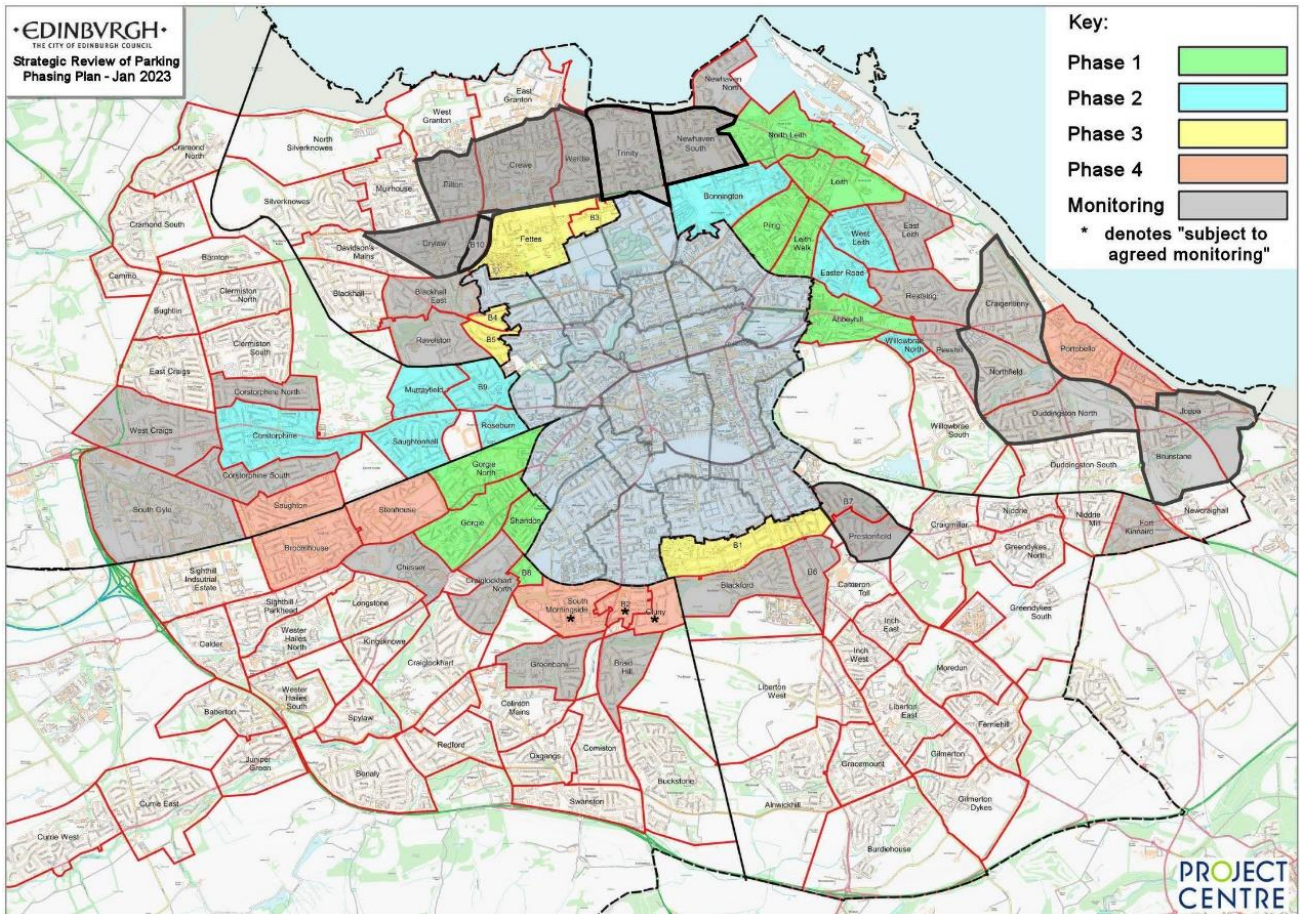 ·EDINBVRGH·
THE CITY OF EDINBURGH COUNCIL
Strategic Review of Parking
Phasing Plan - Jan 2023
Key:
Phase 1
Phase 2
Phase 3
Phase 4
Monitoring
* denotes "subject to
agreed monitoring"
Newhaven
North
East
Granton
West
Granton
North
Silverknowes
Cramond
North
North Leith
Crewe
Wardie
Trinity
Newhaven
South
Pilton
Muirhouse
Silverknowes
Cramond South
Leith
Bonnington
Pilrig
Leith
Walk
West
Leith
East
Leith
B3
Fettes
Davidson's
Mains
Drylaw
B10
Barnton
Cammo
Clermiston
North
Bughtlin
Blackhall
Blackhall
East
Easter Road
Restalrig
Craigentinny
Abbeyhill
B4
B5
Ravelston
Clermiston
South
East Craigs
Willowbrae
North
Piershill
Portobello
Northfield
Murrayfield
B9
Corstorphine North
Duddingston North
Joppa
West Craigs
Corstorphine
Saughtonhall
Roseburn
Willowbrae
South
Brunstane
Corstorphine South
Gorgie
North
Duddingston South
South Gyle
Saughton
Stenhouse
Gorgie
Shandon
B7
Prestonfield
Craigmillar
Niddrie
Niddrie
Mill
Fort
Kinnaird
Newcraighall
Broomhouse
B1
Greendykes
North
Sighthill
Indsutrial
Estate
Chesser
Craiglockhart
North
B8
Blackford
B6
Cameron
Toll
Sighthill
Parkhead
Longstone
South
Morningside
*
B2
*
Cluny
*
Greendykes
South
Inch
East
Calder
Wester
Hailes
North
Kingsknowe
Craiglockhart
Greenbank
Braid
Hill
Inch
West
Moredun
Liberton
West
Wester
Hailes
South
Baberton
Spylaw
Colinton
Mains
Liberton
East
Ferniehill
Redford
Oxgangs
Comiston
Juniper
Green
Bonaly
Buckstone
Gracemount
Gilmerton
Currie East
Swanston
Alnwickhill
Gilmerton
Dykes
Burdiehouse
Currie West
PROJECT
CENTRE